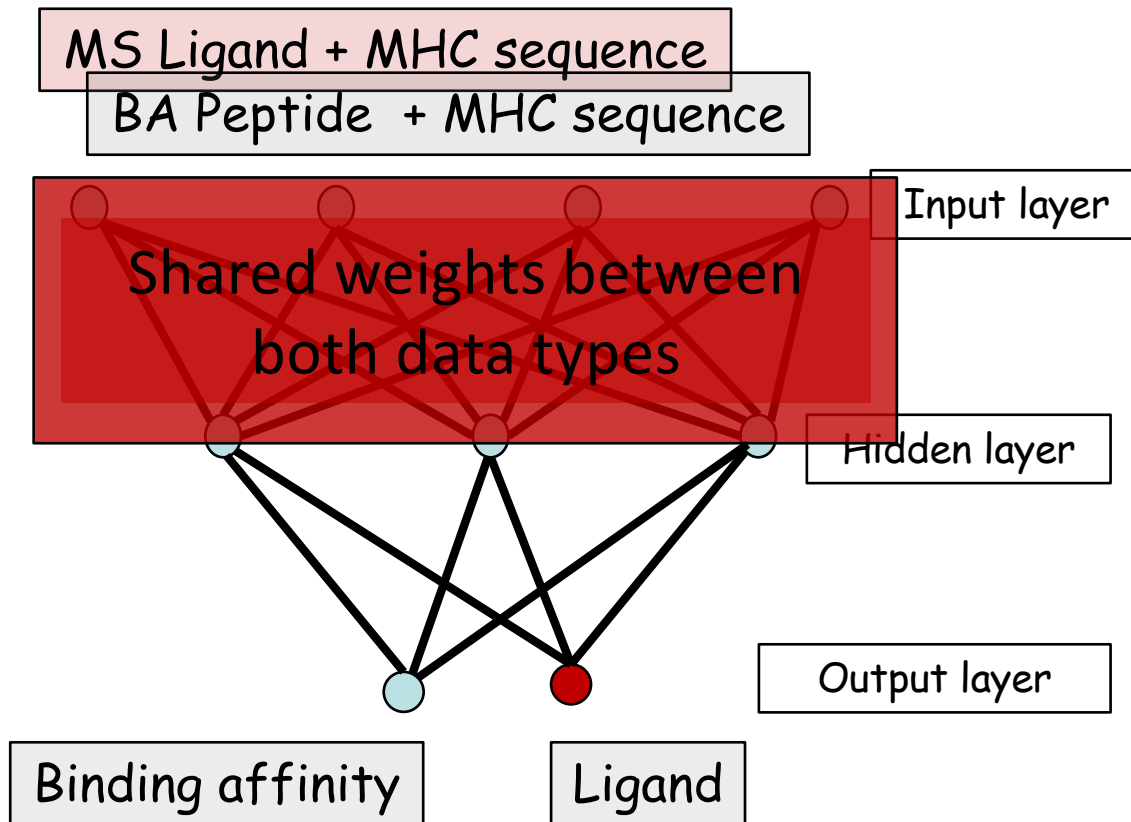 MS Ligand + MHC sequence
BA Peptide + MHC sequence
Input layer
Shared weights between
both data types
Hidden layer
Output layer
Binding affinity
Ligand